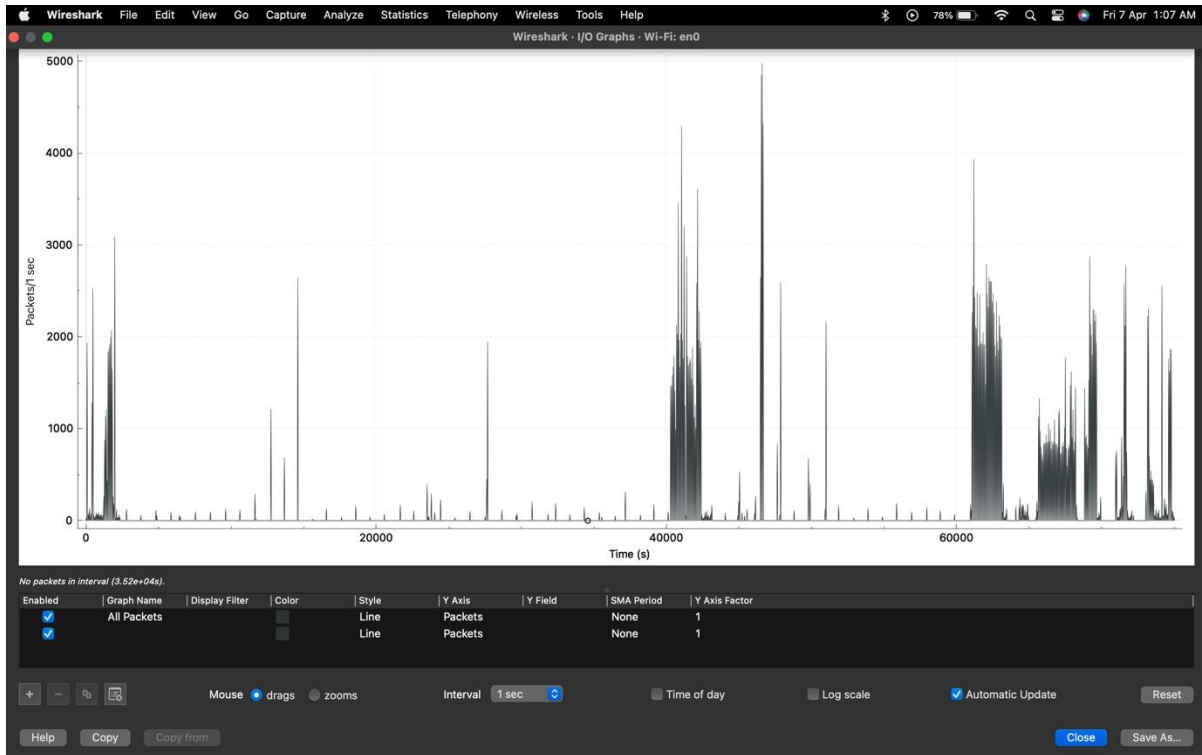 Wireshark File Edit View Go Capture Analyze Statistics Telephony Wireless Tools Help 78% Fri 7 Apr 1:07 AM
Wireshark · I/O Graphs · Wi-Fi: en0
5000
4000
3000
2000
1000
0
Packets/1 sec
0 20000 40000 60000
Time (s)
No packets in interval (3.52e+04s).
Enabled Graph Name Display Filter Color Style Y Axis Y Field SMA Period Y Axis Factor
All Packets Line Packets None 1
Line Packets None 1
+ − Mouse drags zooms Interval 1 sec Time of day Log scale Automatic Update Reset
Help Copy Copy from Close Save As...